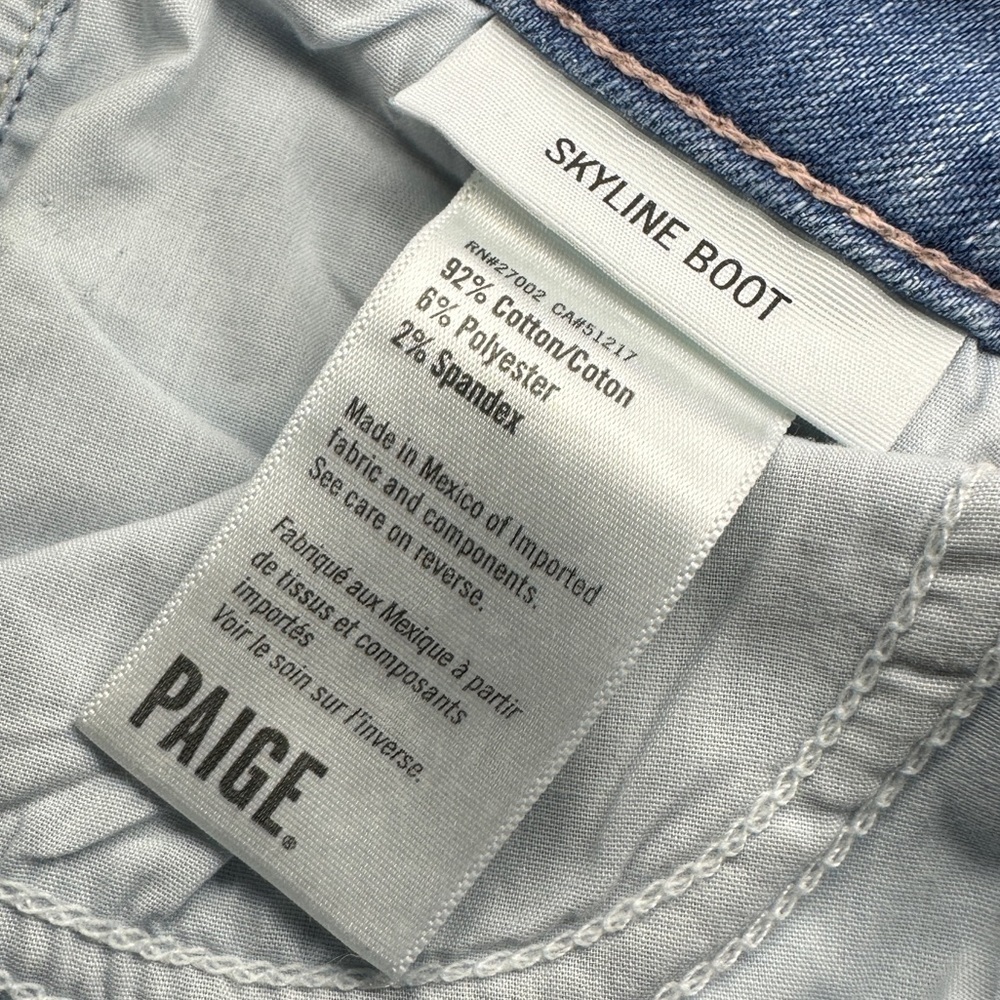 SKYLINE BOOT
RN#27002 CA#51217
92% Cotton/Coton
6% Polyester
2% Spandex
Made in Mexico of Imported
fabric and components.
See care on reverse.
Fabriqué aux Mexique à partir
de tissus et composants
importés
Voir le soin sur l'inverse.
PAIGE®